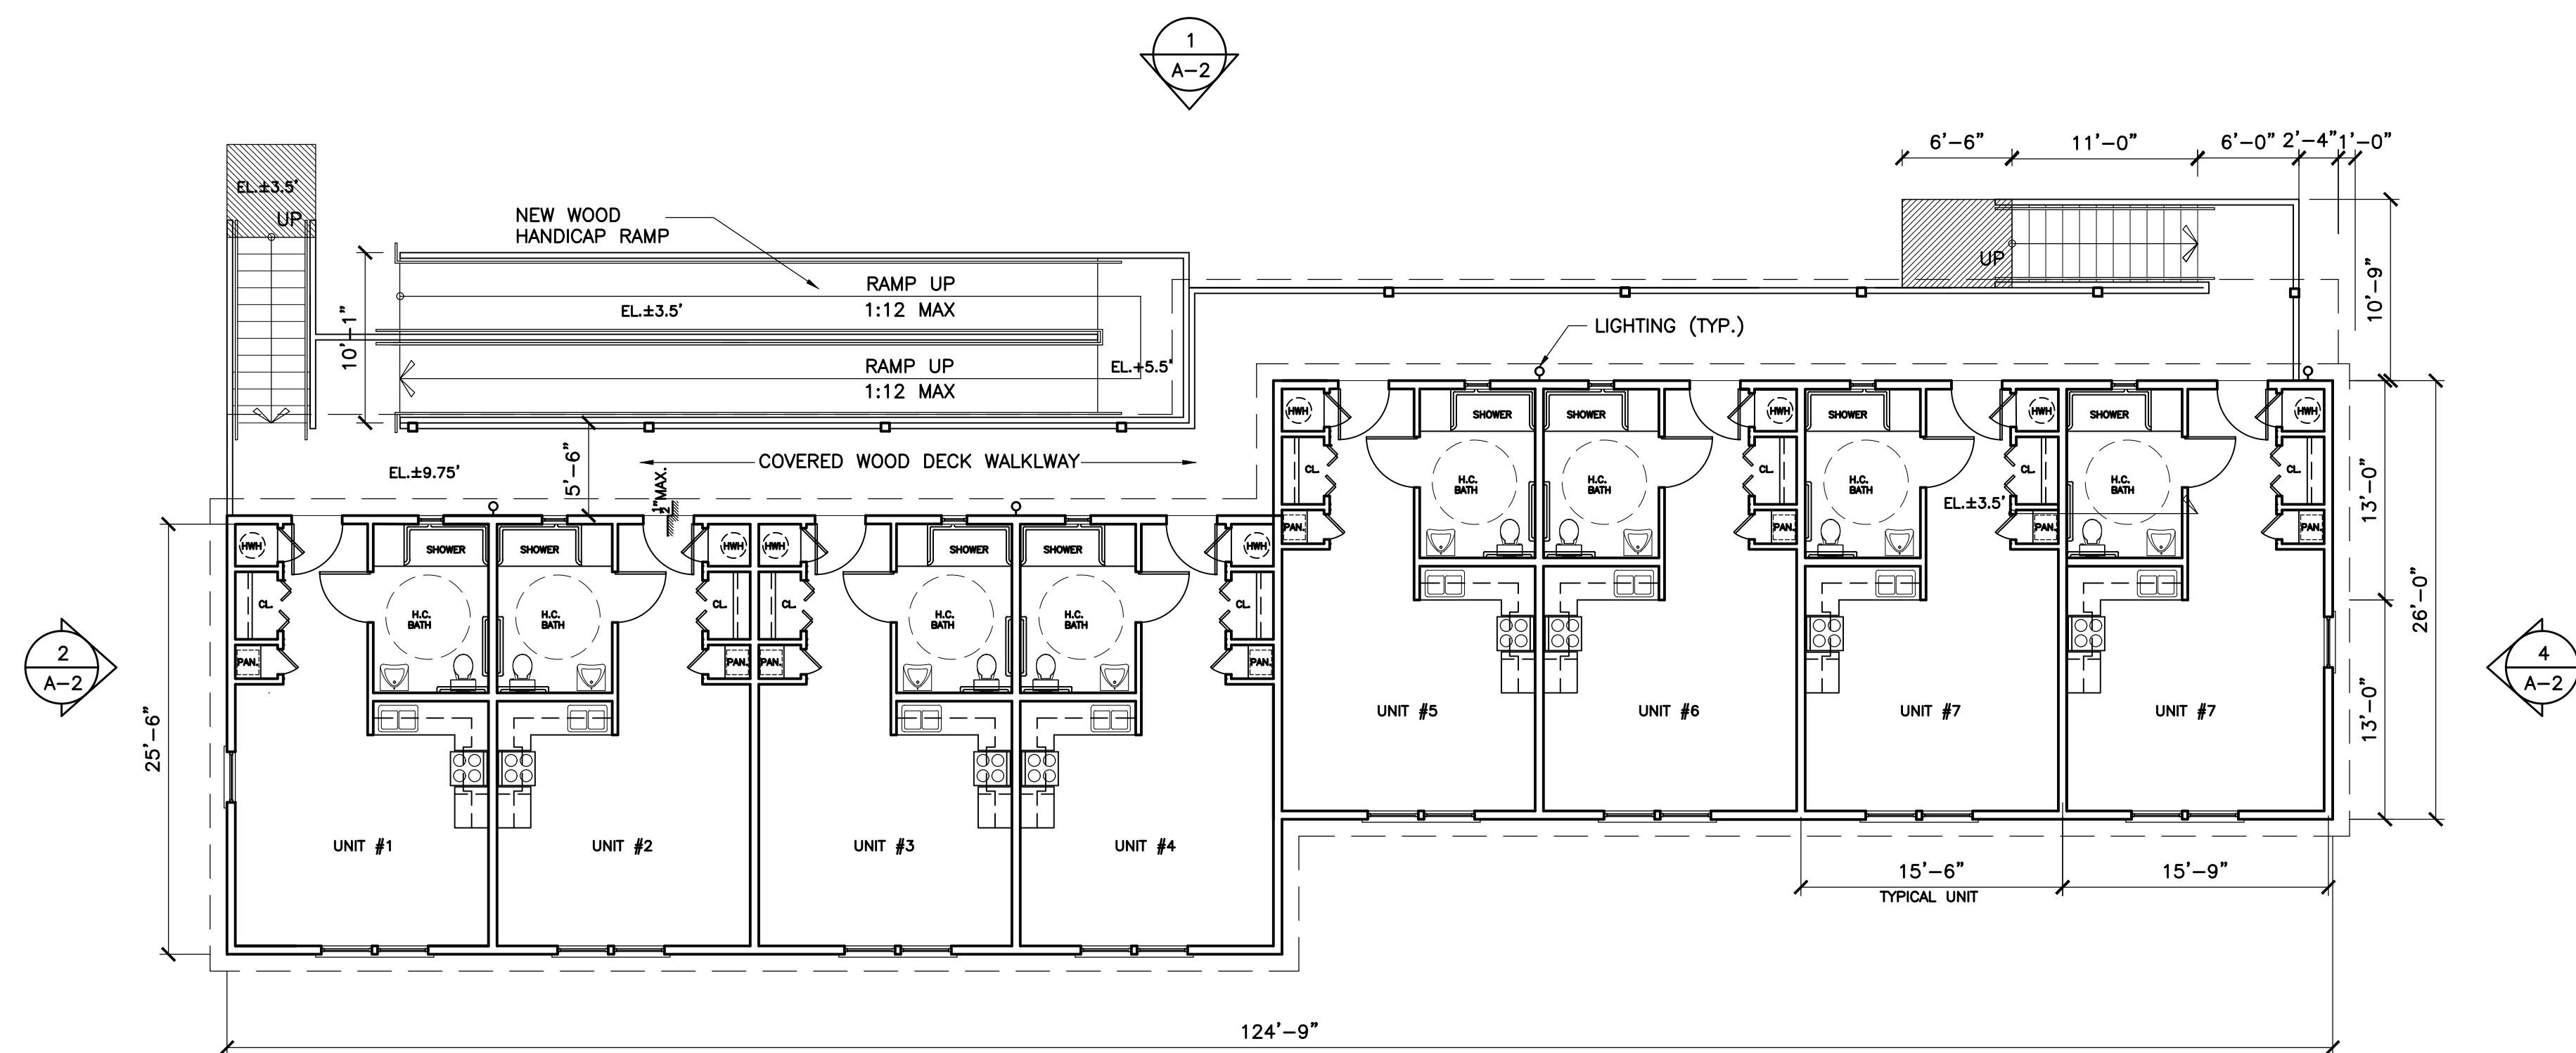 1
A-2
6'-6"
11'-0"
6'-0"
2'-4"
1'-0"
EL.±3.5'
UP
NEW WOOD
HANDICAP RAMP
RAMP UP
1:12 MAX
EL.±3.5'
RAMP UP
1:12 MAX
EL.+5.5'
10'-1"
UP
10'-9"
LIGHTING (TYP.)
COVERED WOOD DECK WALKLWAY
EL.±9.75'
5'-6"
1"MAX.
2
HWH
SHOWER
SHOWER
HWH
HWH
SHOWER
SHOWER
HWH
CL.
H.C.
BATH
H.C.
BATH
CL.
CL.
H.C.
BATH
H.C.
BATH
CL.
PAN.
PAN.
PAN.
PAN.
HWH
SHOWER
SHOWER
HWH
SHOWER
HWH
SHOWER
HWH
CL.
H.C.
BATH
H.C.
BATH
CL.
H.C.
BATH
CL.
H.C.
BATH
CL.
EL.±3.5'
PAN.
PAN.
PAN.
PAN.
13'-0"
26'-0"
13'-0"
2
A-2
4
A-2
25'-6"
UNIT #5
UNIT #6
UNIT #7
UNIT #7
UNIT #1
UNIT #2
UNIT #3
UNIT #4
15'-6"
TYPICAL UNIT
15'-9"
124'-9"